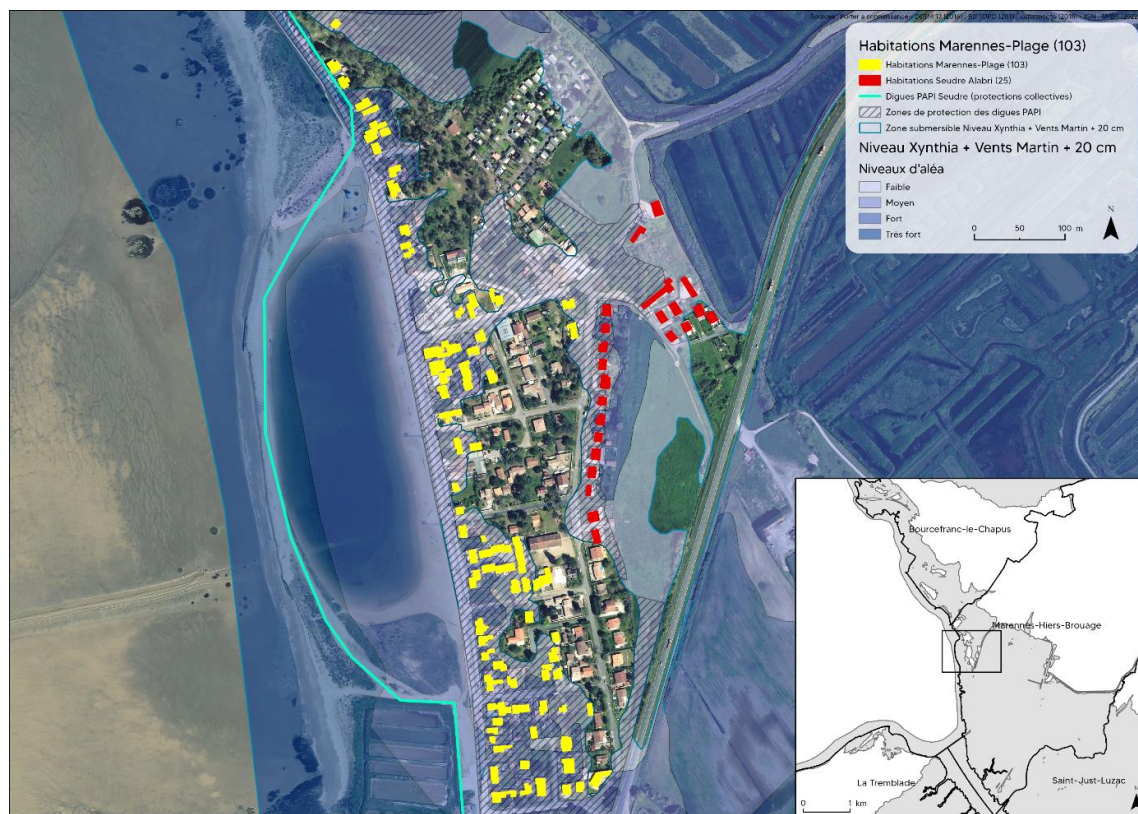 Habitations Marennes-Plage (103)
Habitations Marennes-Plage (103)
Habitations Seudre Alabri (25)
Digues PAPI Seudre (protections collectives)
Zones de protection des digues PAPI
Zone submersible Niveau Xynthia + Vents Martin + 20 cm
Niveau Xynthia + Vents Martin + 20 cm
Niveaux d'aléa
Faible
Moyen
Fort
Très fort
N
0 50 100 m
Bourcefranc-le-Chapus
Marennes-Hiers-Brouage
La Tremblade
Saint-Just-Luzac
0 1 km